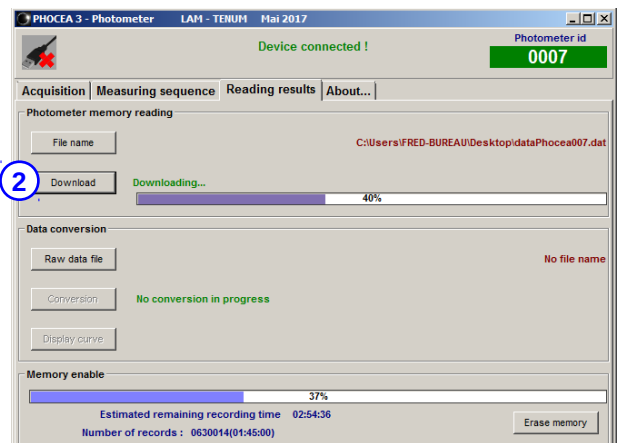 PHOCEA 3 - Photometer LAM - TENUM Mai 2017
Device connected !
Photometer id
0007
Acquisition Measuring sequence Reading results About...
Photometer memory reading
File name C:\Users\FRED-BUREAU\Desktop\dataPhocea007.dat
2 Download Downloading...
40%
Data conversion
Raw data file No file name
Conversion No conversion in progress
Display curve
Memory enable
37%
Estimated remaining recording time 02:54:36
Number of records : 0630014(01:45:00)
Erase memory